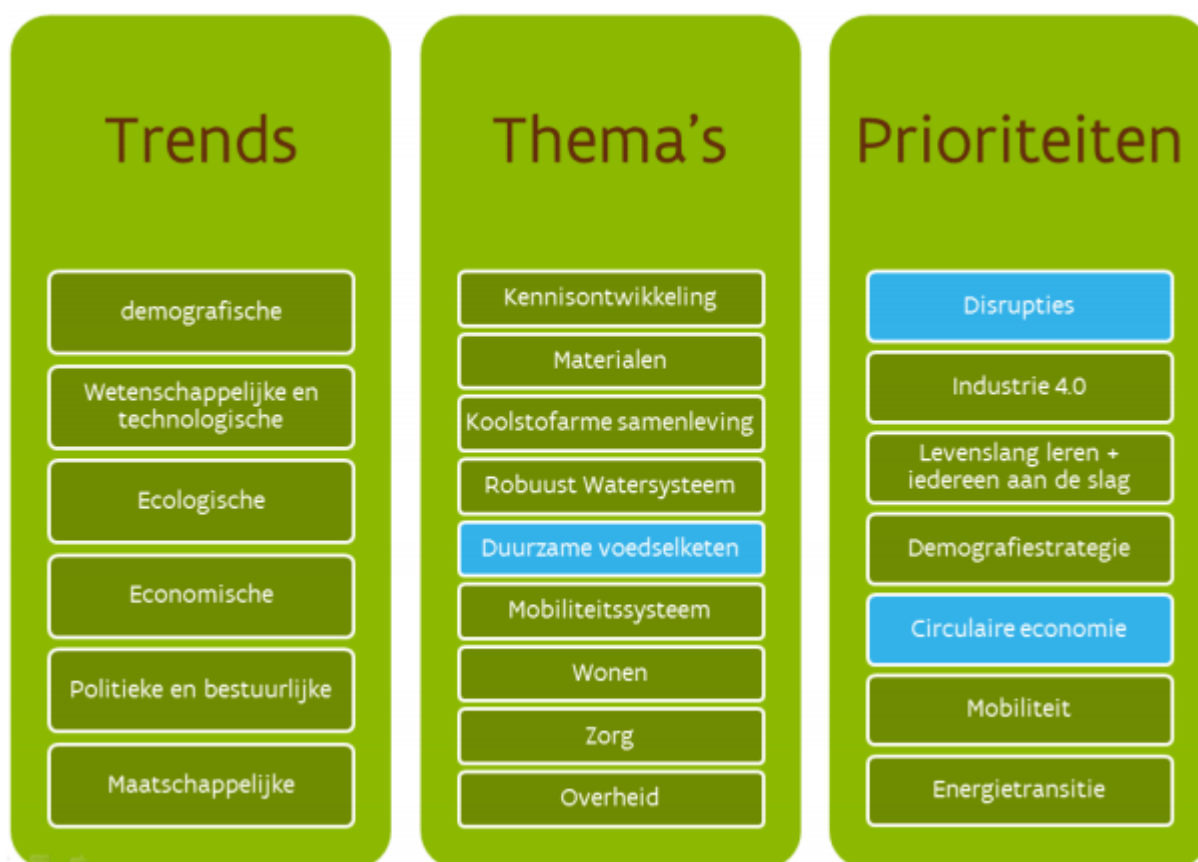 Trends
demografische
Wetenschappelijke en
technologische
Ecologische
Economische
Politieke en bestuurlijke
Maatschappelijke
Thema's
Kennisontwikkeling
Materialen
Koolstofarme samenleving
Robuust Watersysteem
Duurzame voedselketen
Mobiliteitssysteem
Wonen
Zorg
Overheid
Prioriteiten
Disrupties
Industrie 4.0
Levenslang leren +
iedereen aan de slag
Demografiestrategie
Circulaire economie
Mobiliteit
Energietransitie